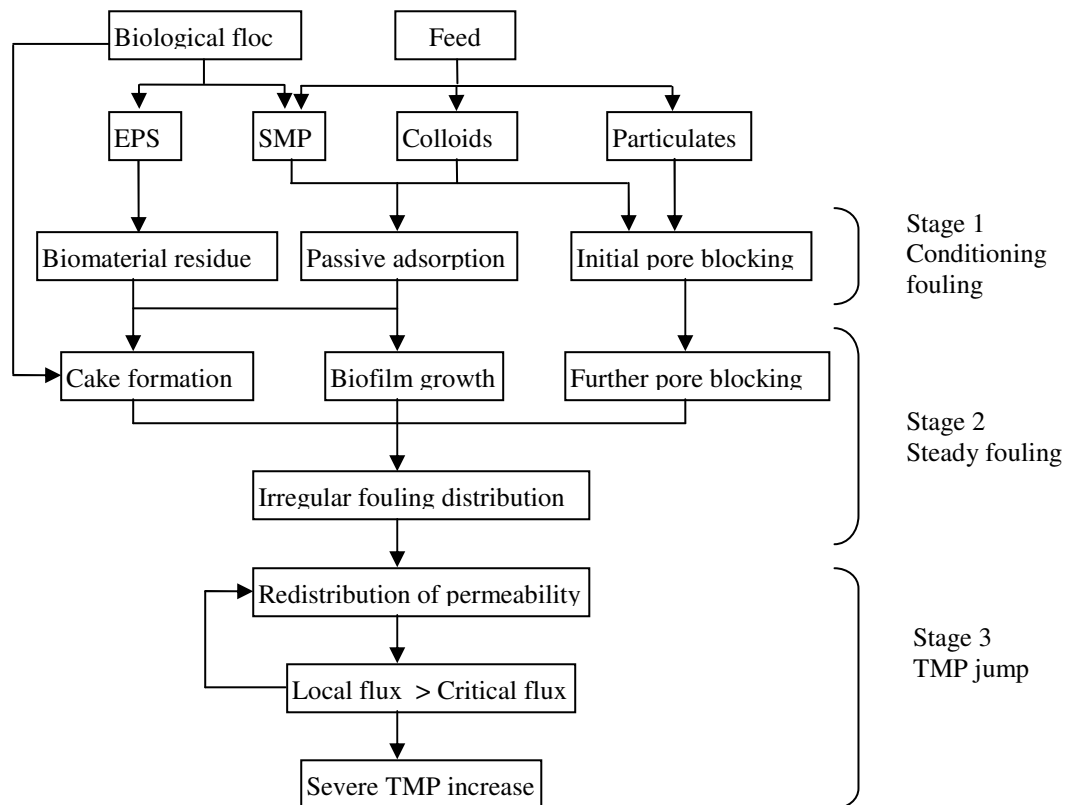 Biological floc
Feed
EPS
SMP
Colloids
Particulates
Biomaterial residue
Passive adsorption
Initial pore blocking
Stage 1
Conditioning
fouling
Cake formation
Biofilm growth
Further pore blocking
Stage 2
Steady fouling
Irregular fouling distribution
Redistribution of permeability
Local flux > Critical flux
Stage 3
TMP jump
Severe TMP increase